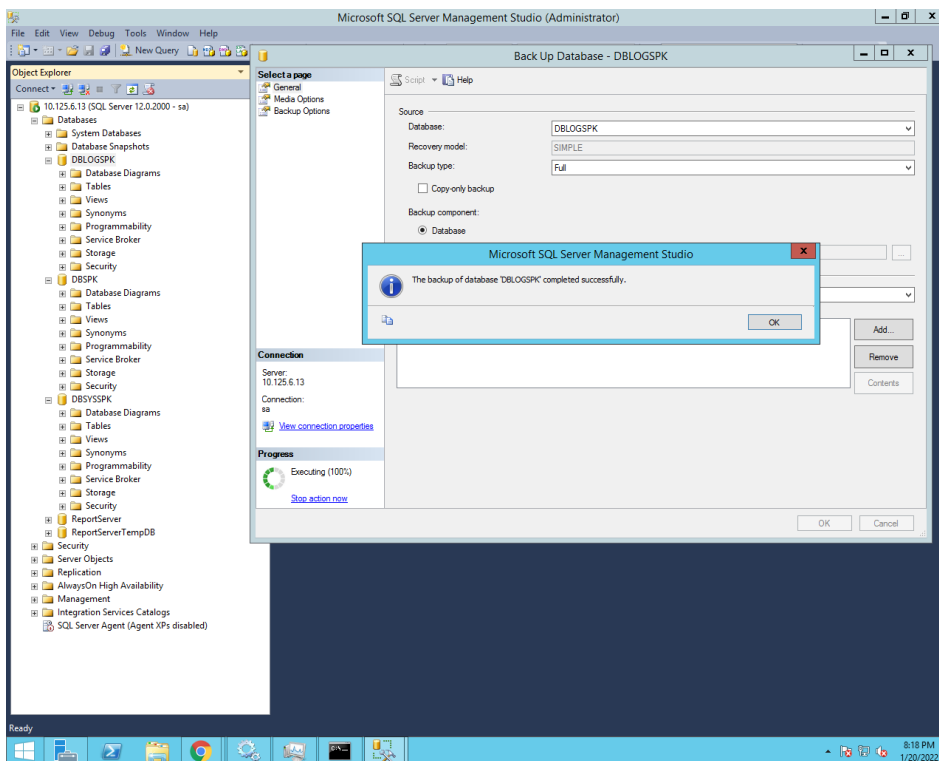 Microsoft SQL Server Management Studio (Administrator)
File Edit View Debug Tools Window Help
New Query
Object Explorer
Connect
10.125.6.13 (SQL Server 12.0.2000 - sa)
Databases
System Databases
Database Snapshots
DBLOGSPK
Database Diagrams
Tables
Views
Synonyms
Programmability
Service Broker
Storage
Security
DBSPK
Database Diagrams
Tables
Views
Synonyms
Programmability
Service Broker
Storage
Security
DBSYSSPK
Database Diagrams
Tables
Views
Synonyms
Programmability
Service Broker
Storage
Security
ReportServer
ReportServerTempDB
Security
Server Objects
Replication
AlwaysOn High Availability
Management
Integration Services Catalogs
SQL Server Agent (Agent XPs disabled)
Back Up Database - DBLOGSPK
Select a page
General
Media Options
Backup Options
Script Help
Source
Database: DBLOGSPK
Recovery model: SIMPLE
Backup type: Full
Copy-only backup
Backup component:
Database
...
Microsoft SQL Server Management Studio
The backup of database 'DBLOGSPK' completed successfully.
OK
Add...
Remove
Contents
Connection
Server:
10.125.6.13
Connection:
sa
View connection properties
Progress
Executing (100%)
Stop action now
OK Cancel
Ready
8:18 PM
1/20/2022